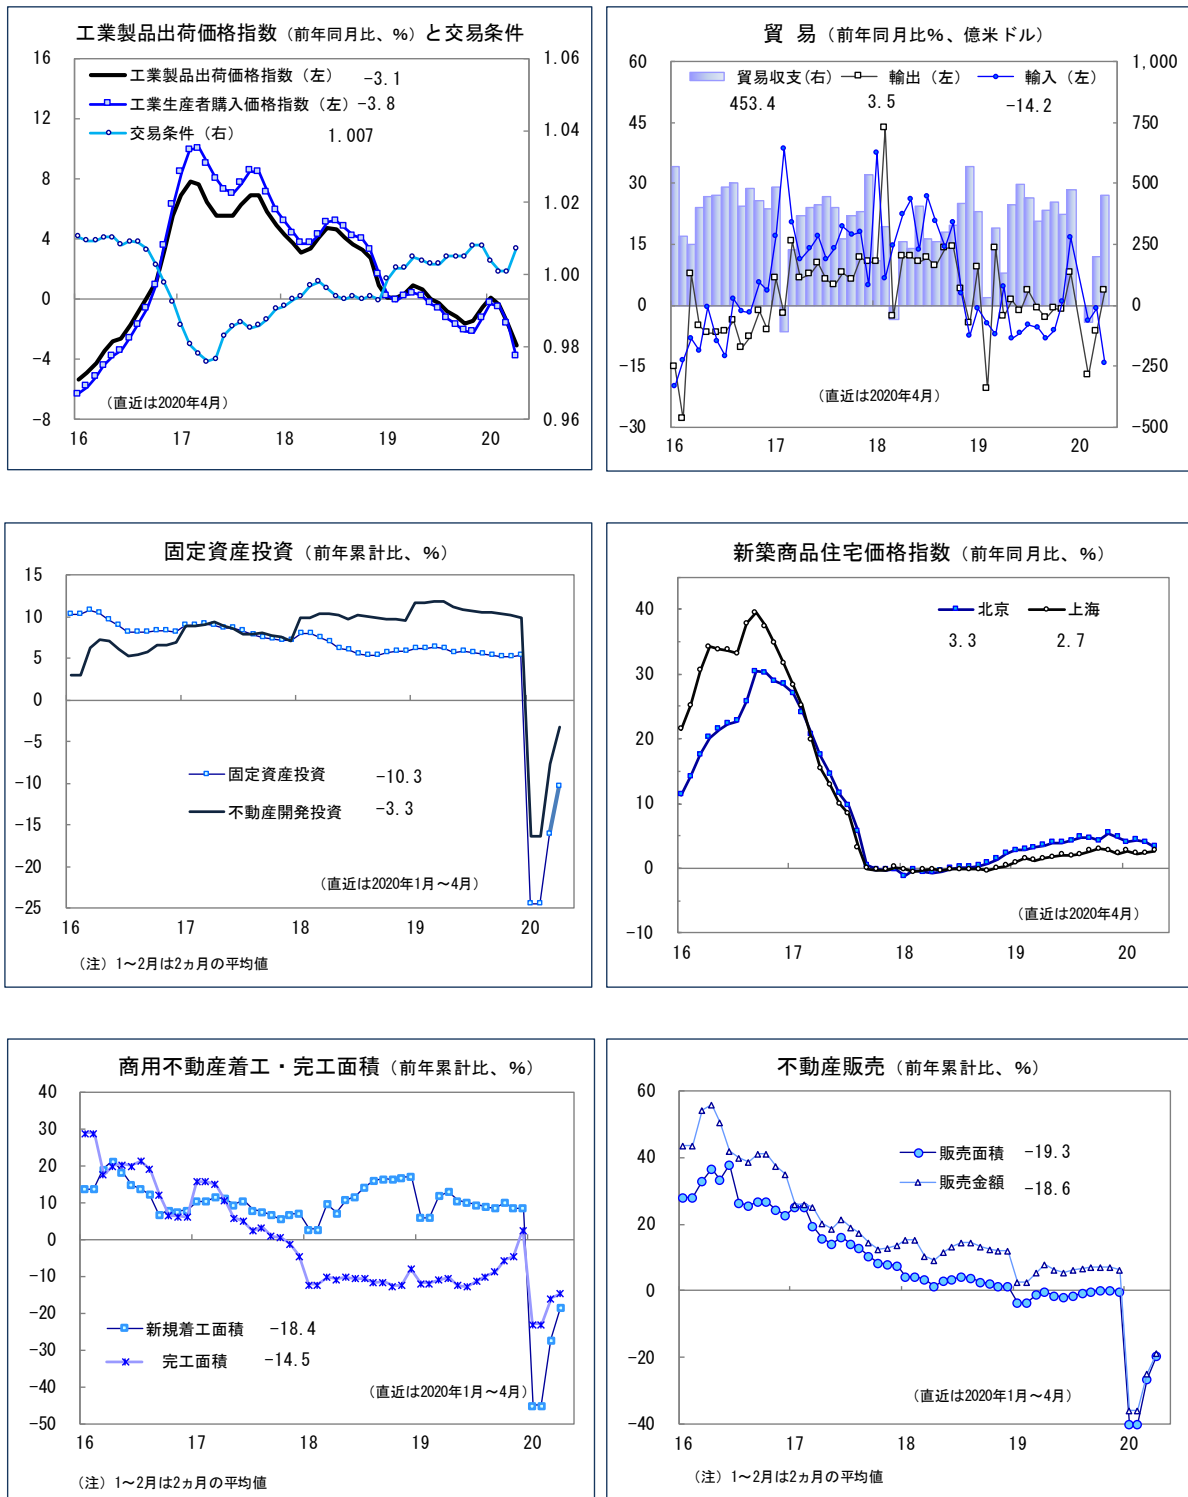 工業製品出荷価格指数（前年同月比、%）と交易条件
16
12
8
4
0
−4
−8
1.06
1.04
1.02
1.00
0.98
0.96
工業製品出荷価格指数（左） −3.1
工業生産者購入価格指数（左） −3.8
交易条件（右） 1.007
（直近は2020年4月）
16 17 18 19 20
貿 易（前年同月比%、億米ドル）
60
45
30
15
0
−15
−30
1,000
750
500
250
0
−250
−500
貿易収支(右) 輸出（左） 輸入（左）
453.4 3.5 −14.2
（直近は2020年4月）
16 17 18 19 20
固定資産投資（前年累計比、%）
15
10
5
0
−5
−10
−15
−20
−25
固定資産投資 −10.3
不動産開発投資 −3.3
（直近は2020年1月～4月）
16 17 18 19 20
（注）1～2月は2ヵ月の平均値
新築商品住宅価格指数（前年同月比、%）
40
30
20
10
0
−10
北京 上海
3.3 2.7
（直近は2020年4月）
16 17 18 19 20
商用不動産着工・完工面積（前年累計比、%）
40
30
20
10
0
−10
−20
−30
−40
−50
新規着工面積 −18.4
完工面積 −14.5
（直近は2020年1月～4月）
16 17 18 19 20
（注）1～2月は2ヵ月の平均値
不動産販売（前年累計比、%）
60
40
20
0
−20
−40
販売面積 −19.3
販売金額 −18.6
（直近は2020年1月～4月）
16 17 18 19 20
（注）1～2月は2ヵ月の平均値